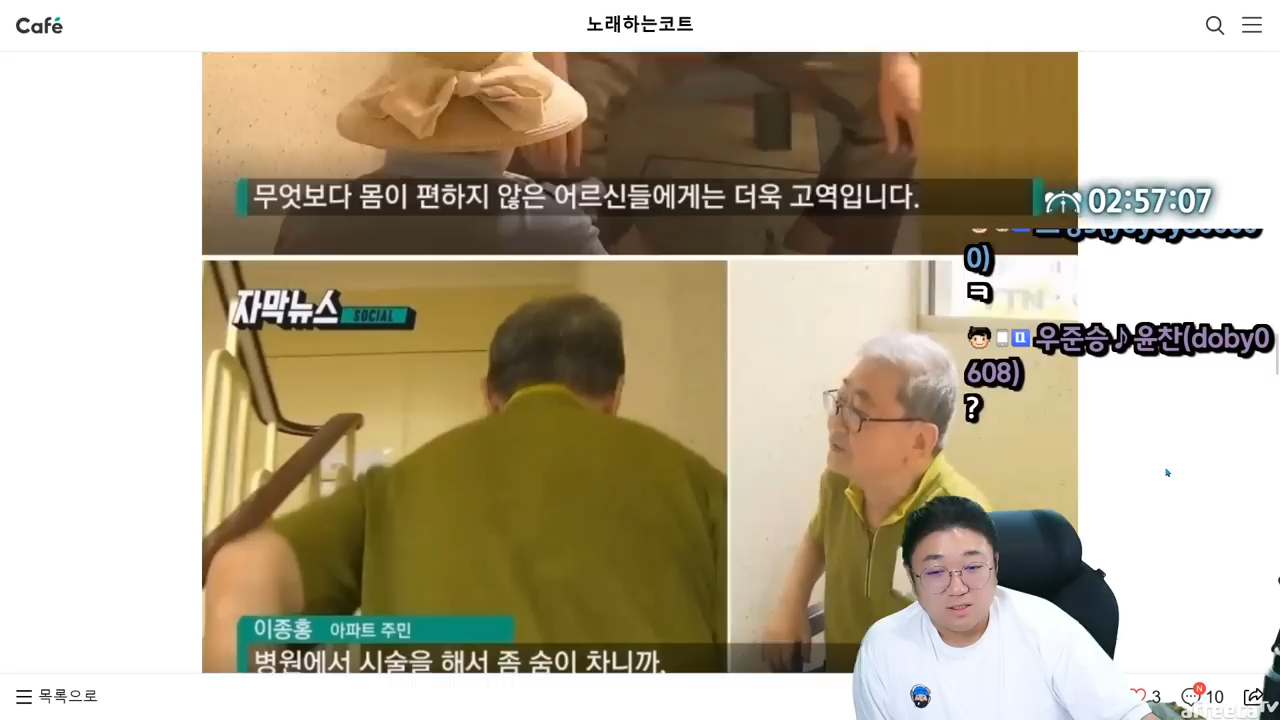 Café
노래하는코트
무엇보다 몸이 편하지 않은 어르신들에게는 더욱 고역입니다.
02:57:07
0)
ㅋ
우준승♪윤찬(doby0
608)
?
자막뉴스 SOCIAL
이종홍 아파트 주민
병원에서 시술을 해서 좀 숨이 차니까.
목록으로
3
N
10
afreecaTV